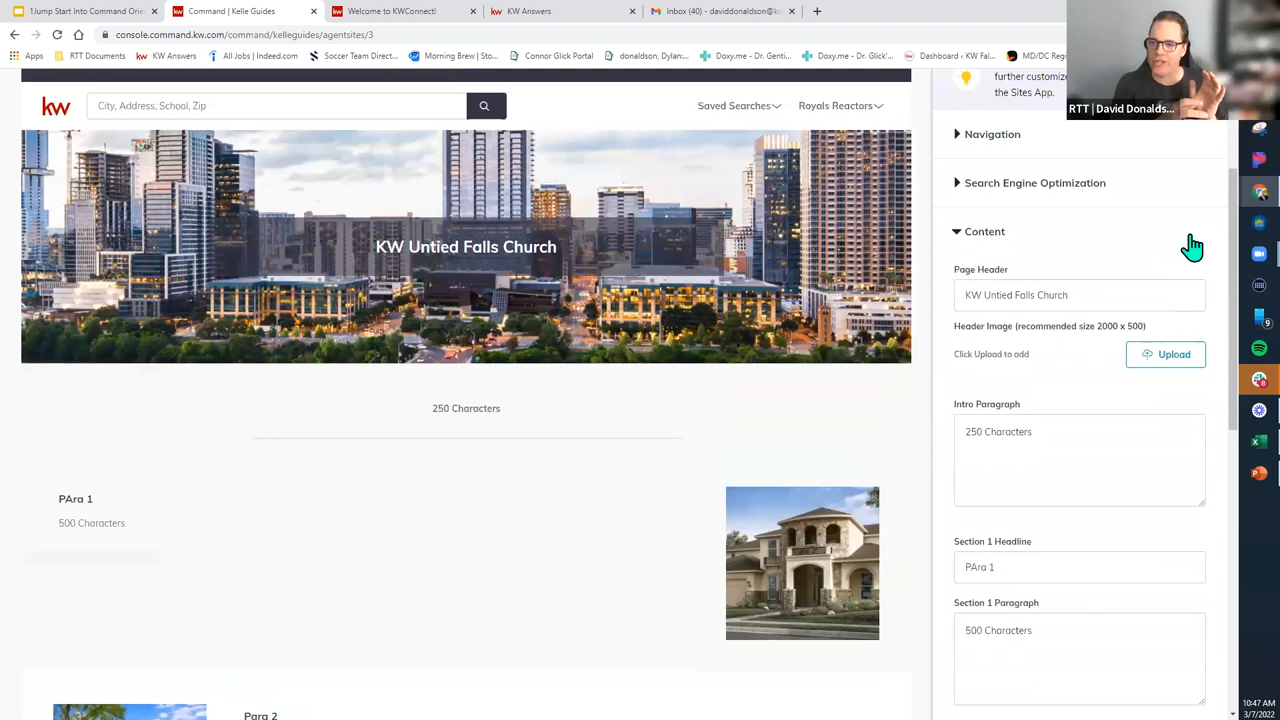 1Jump Start Into Command Orie
Command | Kelle Guides
Welcome to KWConnect!
KW Answers
Inbox (40) - daviddonaldson@kw
console.command.kw.com/command/kelleguides/agentsites/3
Apps
RTT Documents
KW Answers
All Jobs | Indeed.com
Soccer Team Direct...
Morning Brew | Sto...
Connor Glick Portal
donaldson, Dylan:...
Doxy.me - Dr. Genti...
Doxy.me - Dr. Glick'...
Dashboard ‹ KW Fal...
MD/DC Reg
further customize
the Sites App.
RTT | David Donalds...
kw
City, Address, School, Zip
Saved Searches
Royals Reactors
Navigation
Search Engine Optimization
KW Untied Falls Church
Content
Page Header
KW Untied Falls Church
Header Image (recommended size 2000 x 500)
Click Upload to add
Upload
250 Characters
Intro Paragraph
250 Characters
PAra 1
500 Characters
Section 1 Headline
PAra 1
Section 1 Paragraph
500 Characters
Para 2
9
8
10:47 AM
3/7/2022